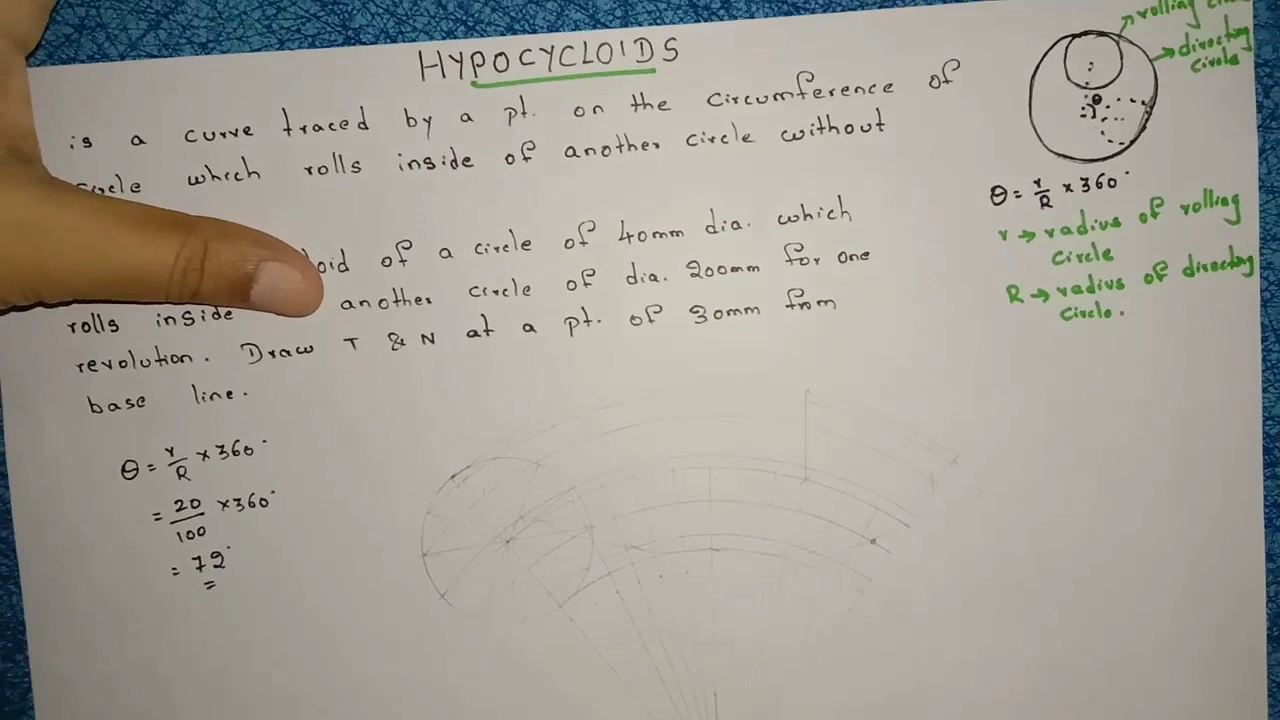 HYPOCYCLOIDS
is a curve traced by a pt. on the circumference of
circle which rolls inside of another circle without
of a circle of 40mm dia. which
rolls inside another circle of dia. 200mm for one
revolution. Draw T & N at a pt. of 30mm from
base line.
θ = r/R × 360°
= 20/100 × 360°
= 72°
rolling
directing
circle
θ = r/R × 360°
r → radius of rolling
circle
R → radius of directing
circle.